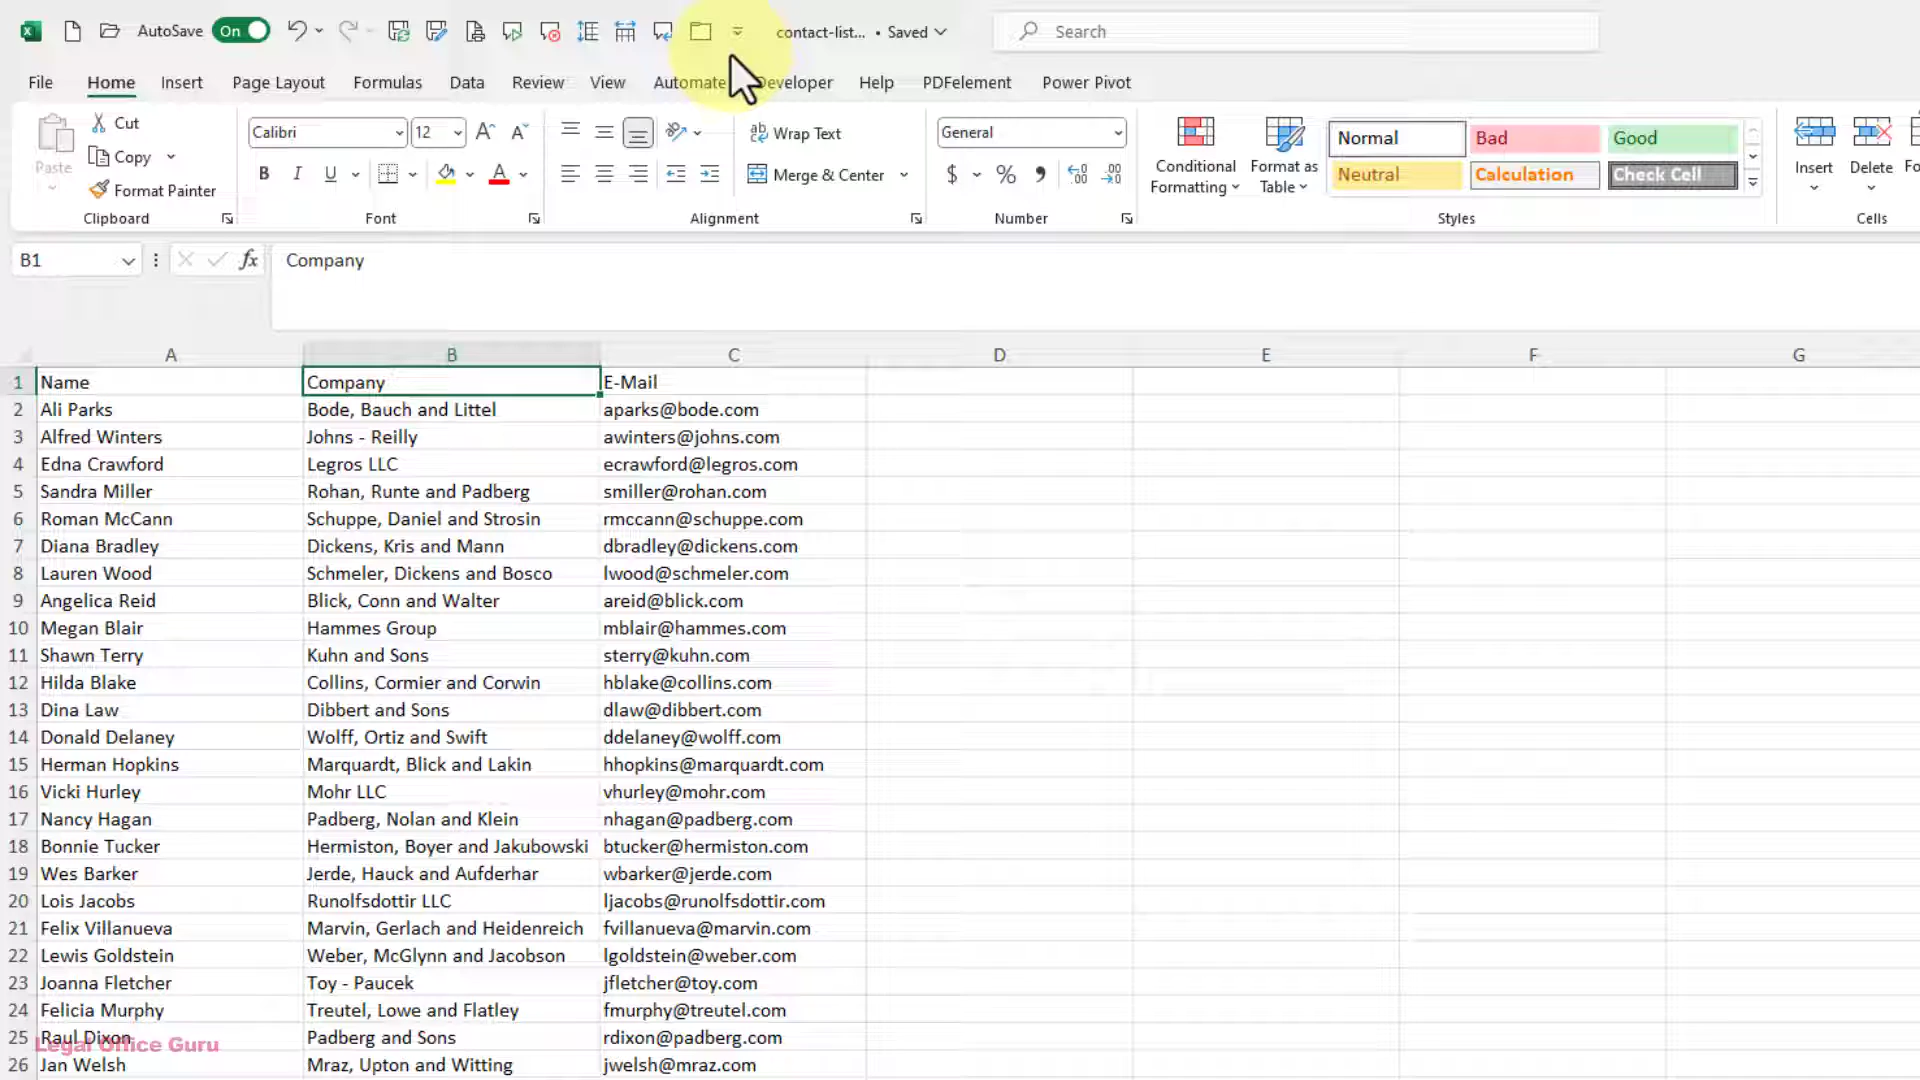 AutoSave On contact-list... • Saved Search
File Home Insert Page Layout Formulas Data Review View Automate Developer Help PDFelement Power Pivot
Paste Cut Copy Format Painter Clipboard
Calibri 12 B I U A Font
ab Wrap Text Merge & Center Alignment
General $ % Number
Conditional Formatting Format as Table
Normal Bad Good
Neutral Calculation Check Cell
Styles
Insert Delete Cells
B1 fx Company
A B C D E F G
1 Name Company E-Mail
2 Ali Parks Bode, Bauch and Littel aparks@bode.com
3 Alfred Winters Johns - Reilly awinters@johns.com
4 Edna Crawford Legros LLC ecrawford@legros.com
5 Sandra Miller Rohan, Runte and Padberg smiller@rohan.com
6 Roman McCann Schuppe, Daniel and Strosin rmccann@schuppe.com
7 Diana Bradley Dickens, Kris and Mann dbradley@dickens.com
8 Lauren Wood Schmeler, Dickens and Bosco lwood@schmeler.com
9 Angelica Reid Blick, Conn and Walter areid@blick.com
10 Megan Blair Hammes Group mblair@hammes.com
11 Shawn Terry Kuhn and Sons sterry@kuhn.com
12 Hilda Blake Collins, Cormier and Corwin hblake@collins.com
13 Dina Law Dibbert and Sons dlaw@dibbert.com
14 Donald Delaney Wolff, Ortiz and Swift ddelaney@wolff.com
15 Herman Hopkins Marquardt, Blick and Lakin hhopkins@marquardt.com
16 Vicki Hurley Mohr LLC vhurley@mohr.com
17 Nancy Hagan Padberg, Nolan and Klein nhagan@padberg.com
18 Bonnie Tucker Hermiston, Boyer and Jakubowski btucker@hermiston.com
19 Wes Barker Jerde, Hauck and Aufderhar wbarker@jerde.com
20 Lois Jacobs Runolfsdottir LLC ljacobs@runolfsdottir.com
21 Felix Villanueva Marvin, Gerlach and Heidenreich fvillanueva@marvin.com
22 Lewis Goldstein Weber, McGlynn and Jacobson lgoldstein@weber.com
23 Joanna Fletcher Toy - Paucek jfletcher@toy.com
24 Felicia Murphy Treutel, Lowe and Flatley fmurphy@treutel.com
25 Raul Dixon Padberg and Sons rdixon@padberg.com
Legal Office Guru
26 Jan Welsh Mraz, Upton and Witting jwelsh@mraz.com